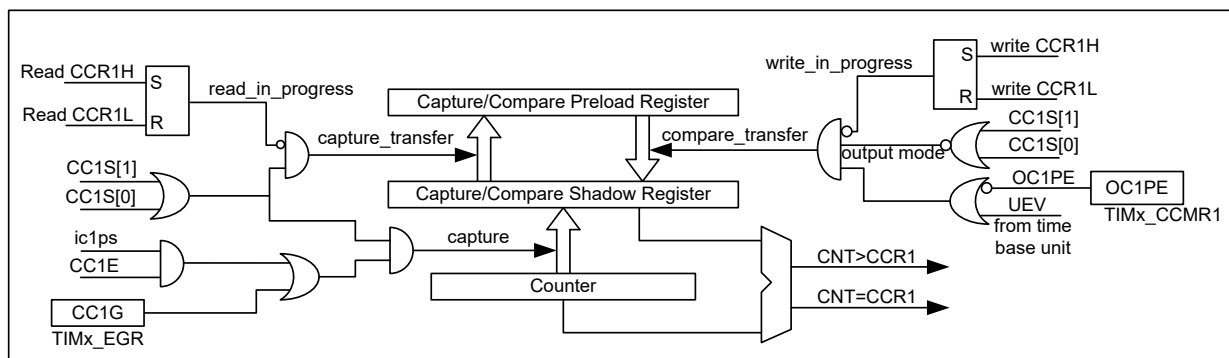 Read CCR1H
S
read_in_progress
Read CCR1L
R
CC1S[1]
CC1S[0]
ic1ps
CC1E
CC1G
TIMx_EGR
capture_transfer
capture
Capture/Compare Preload Register
Capture/Compare Shadow Register
Counter
compare_transfer
write_in_progress
S
write CCR1H
R
write CCR1L
output mode
CC1S[1]
CC1S[0]
OC1PE
OC1PE
TIMx_CCMR1
UEV
from time
base unit
CNT>CCR1
CNT=CCR1